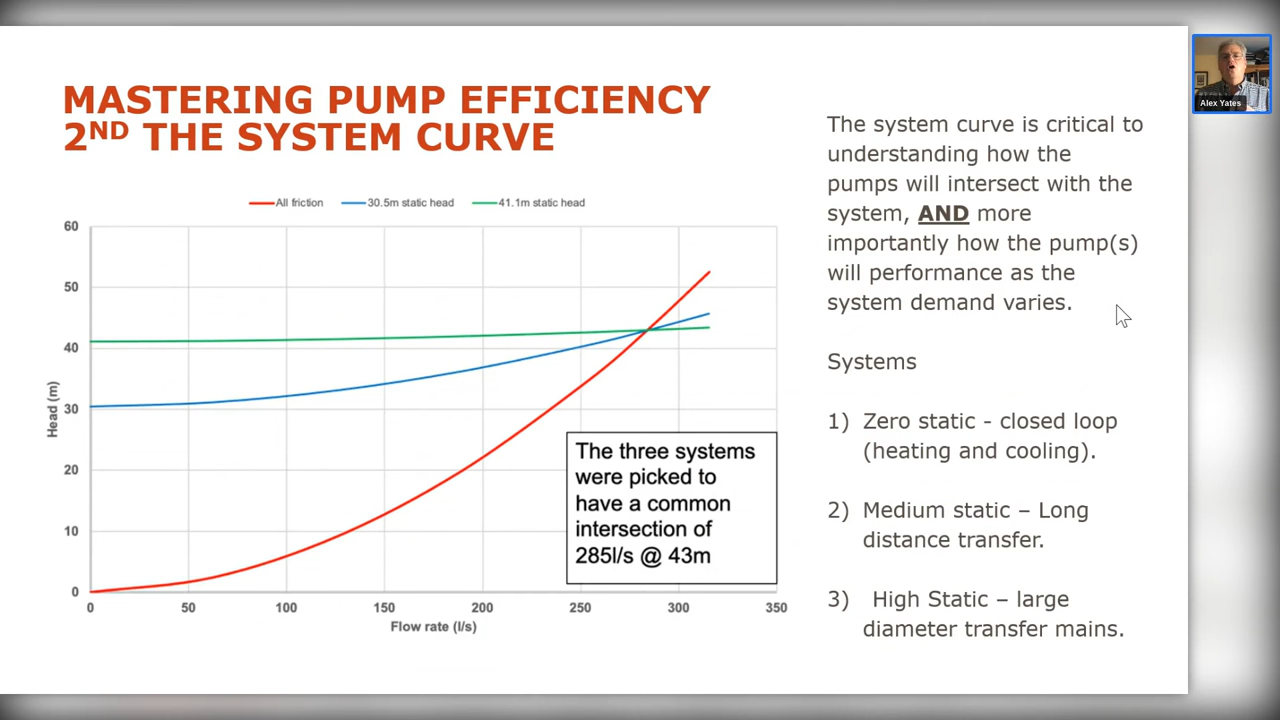 MASTERING PUMP EFFICIENCY
2ND THE SYSTEM CURVE
All friction
30.5m static head
41.1m static head
60
50
40
30
20
10
0
Head (m)
0
50
100
150
200
250
300
350
Flow rate (l/s)
The three systems
were picked to
have a common
intersection of
285l/s @ 43m
The system curve is critical to
understanding how the
pumps will intersect with the
system, AND more
importantly how the pump(s)
will performance as the
system demand varies.
Systems
1) Zero static - closed loop
(heating and cooling).
2) Medium static – Long
distance transfer.
3) High Static – large
diameter transfer mains.
Alex Yates